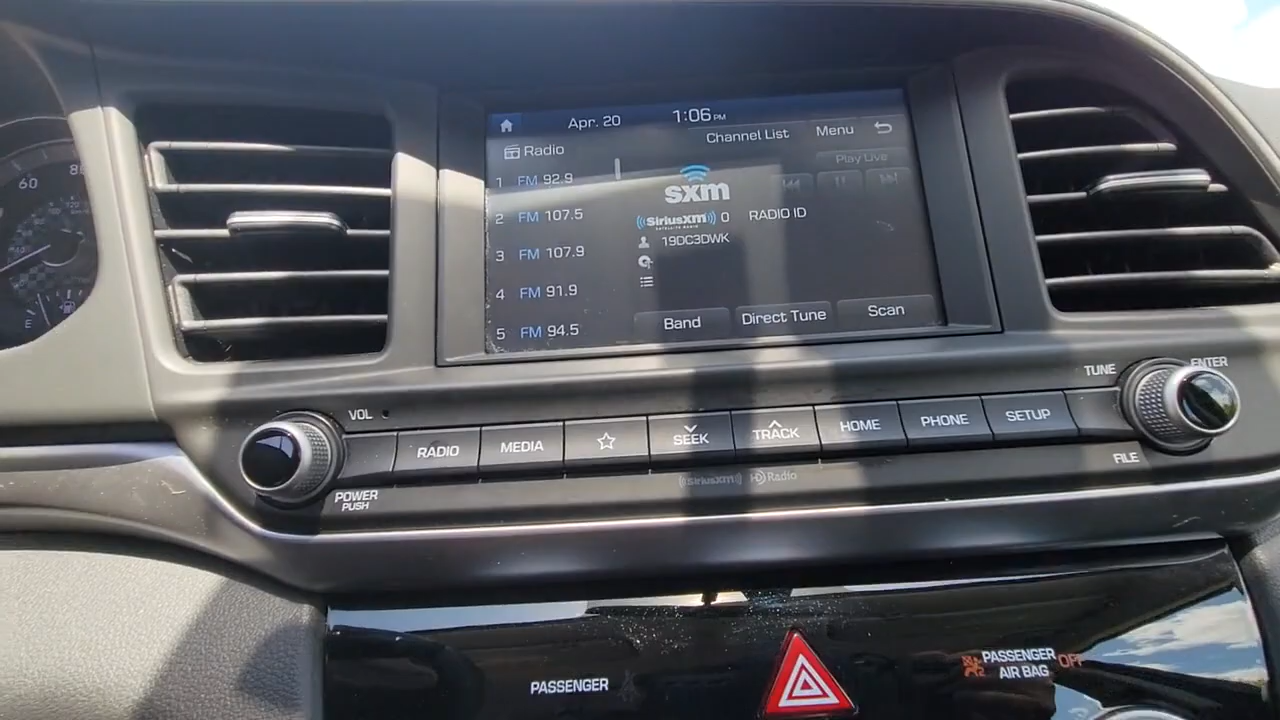 Apr. 20
1:06 PM
Radio
Channel List
Menu
Play Live
1 FM 92.9
2 FM 107.5
3 FM 107.9
4 FM 91.9
5 FM 94.5
sxm
((SiriusXM)) 0 RADIO ID
SATELLITE RADIO
19DC3DWK
Band
Direct Tune
Scan
60
E
VOL
POWER
PUSH
RADIO
MEDIA
SEEK
TRACK
HOME
PHONE
SETUP
TUNE
ENTER
FILE
((SiriusXM))
HD Radio
PASSENGER
PASSENGER
AIR BAG
OFF